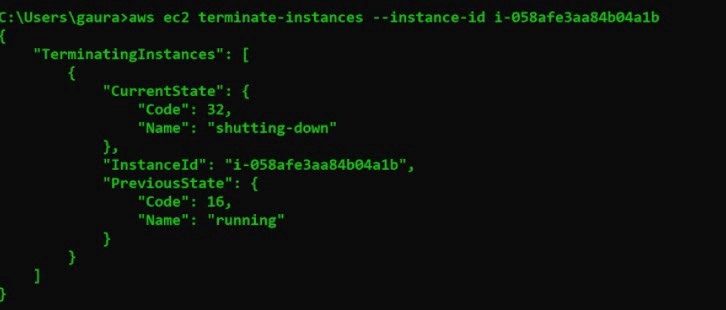 C:\Users\gaura>aws ec2 terminate-instances --instance-id i-058afe3aa84b04a1b
{
    "TerminatingInstances": [
        {
            "CurrentState": {
                "Code": 32,
                "Name": "shutting-down"
            },
            "InstanceId": "i-058afe3aa84b04a1b",
            "PreviousState": {
                "Code": 16,
                "Name": "running"
            }
        }
    ]
}